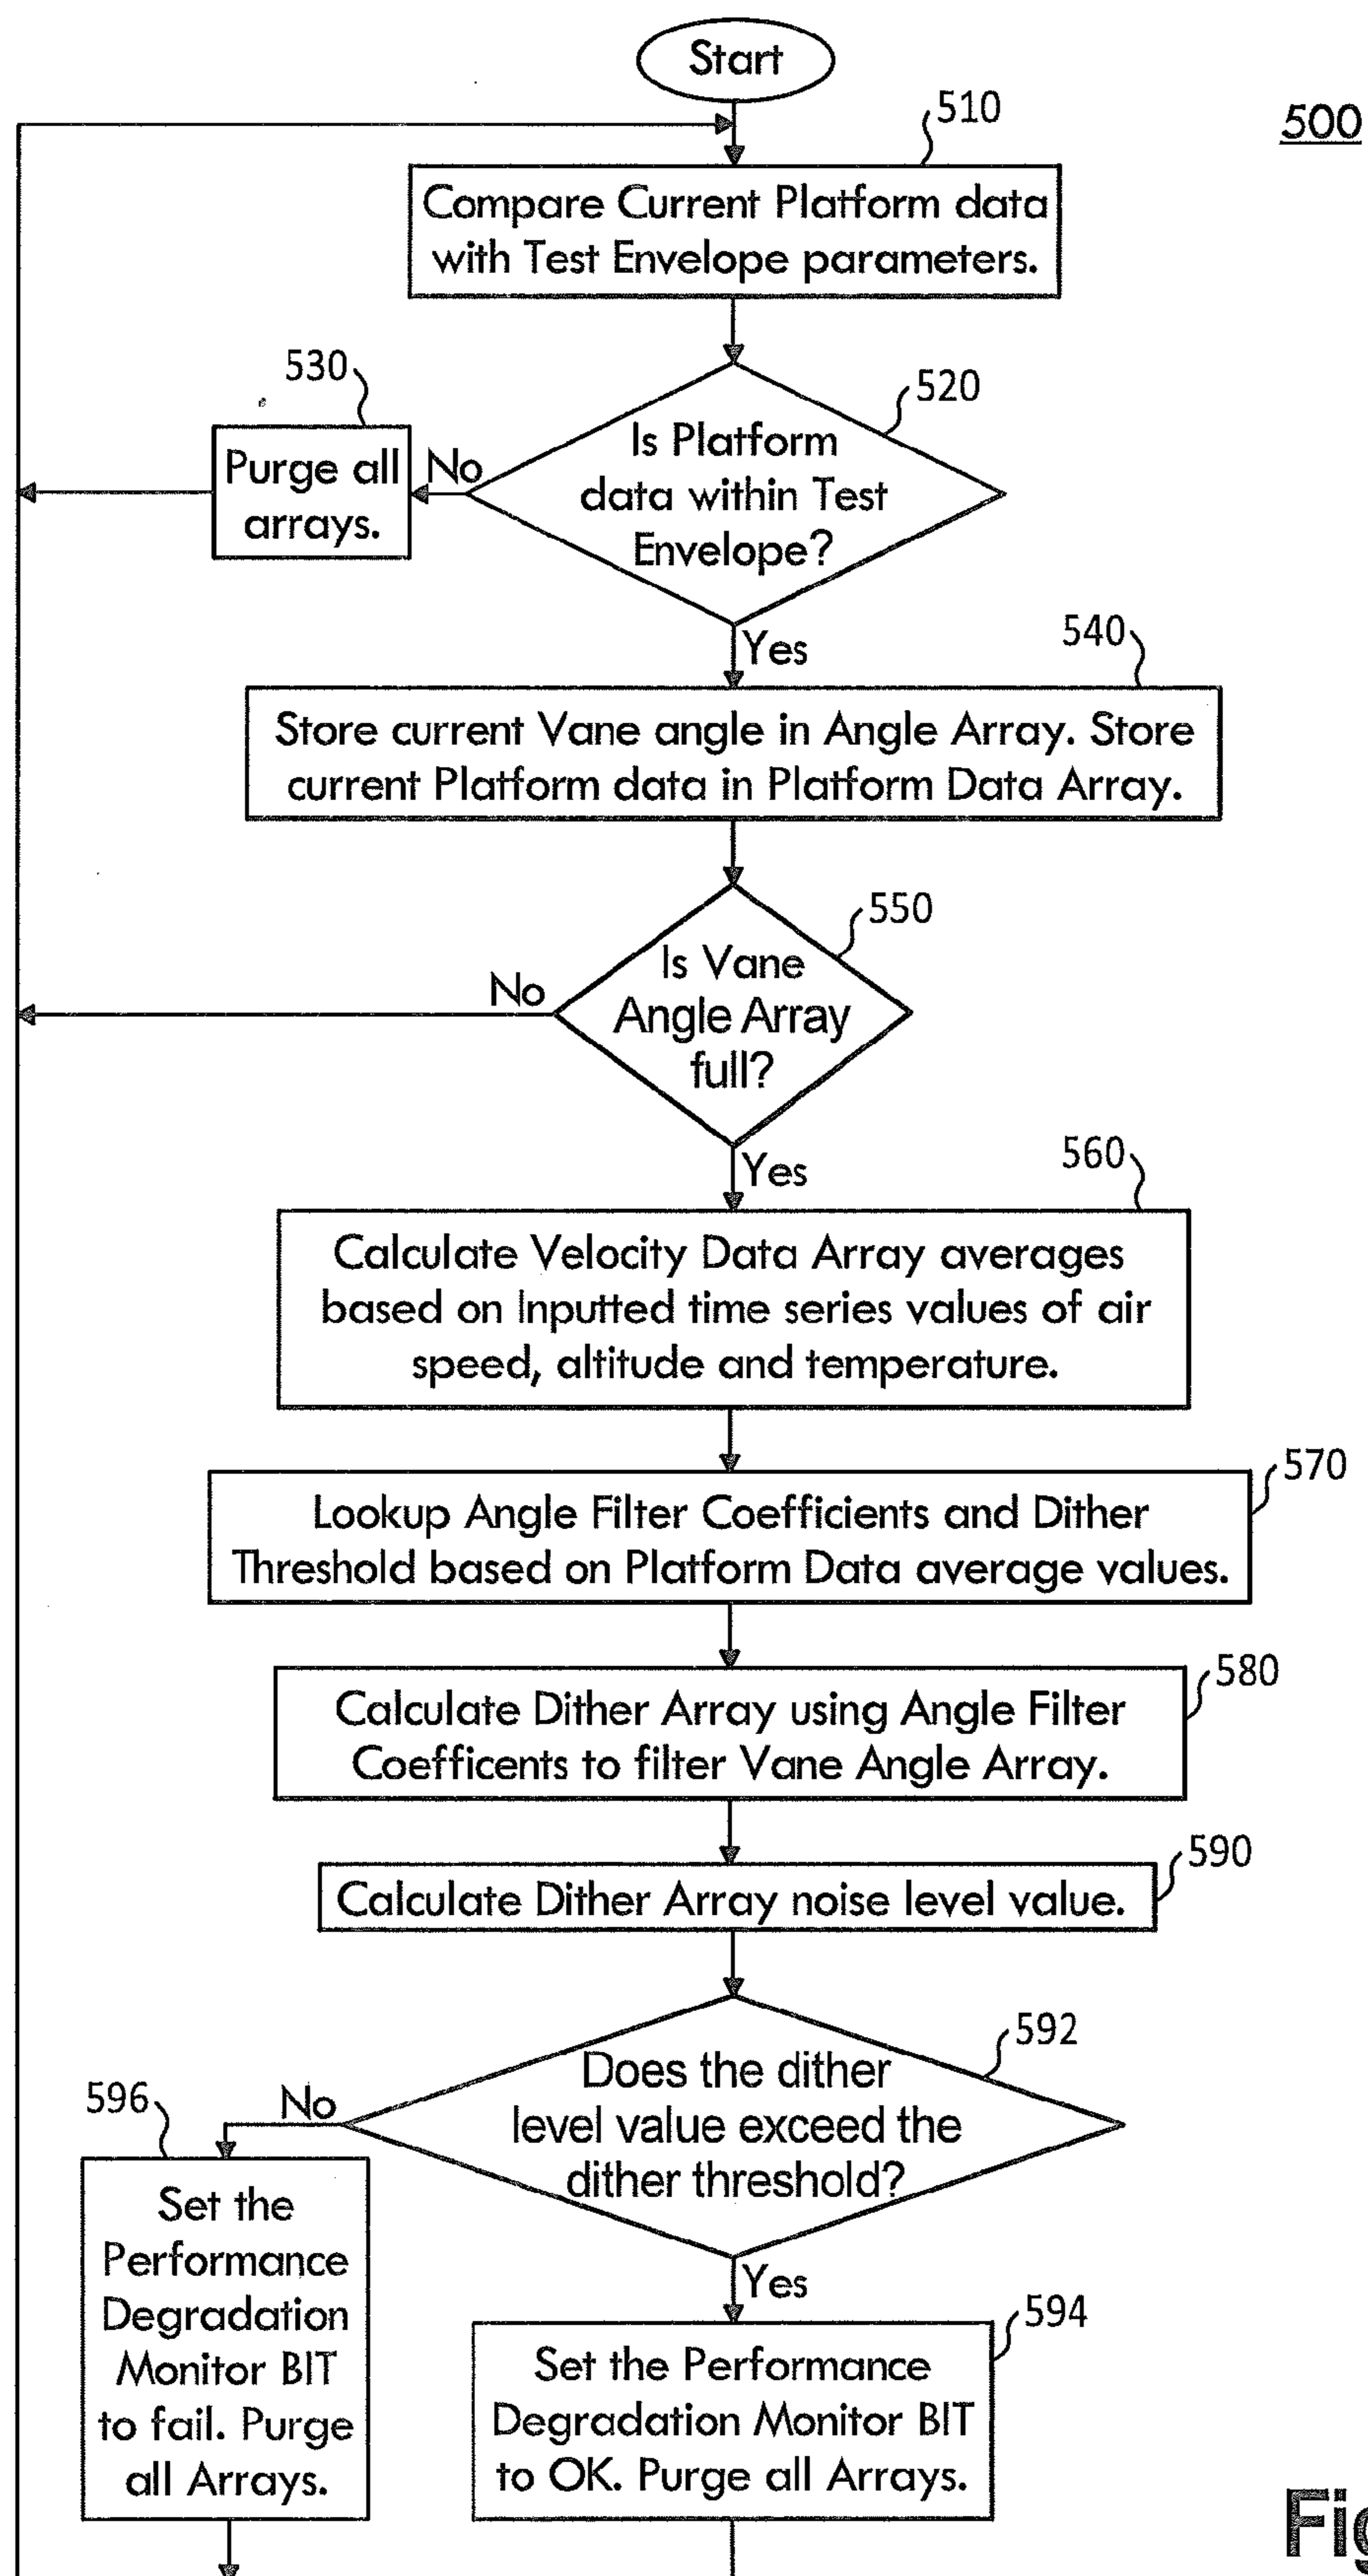 Start
510
500
Compare Current Platform data
with Test Envelope parameters.
530
520
Is Platform
data within Test
Envelope?
No
Purge all
arrays.
Yes
540
Store current Vane angle in Angle Array. Store
current Platform data in Platform Data Array.
550
Is Vane
Angle Array
full?
No
Yes
560
Calculate Velocity Data Array averages
based on Inputted time series values of air
speed, altitude and temperature.
570
Lookup Angle Filter Coefficients and Dither
Threshold based on Platform Data average values.
580
Calculate Dither Array using Angle Filter
Coefficents to filter Vane Angle Array.
590
Calculate Dither Array noise level value.
592
Does the dither
level value exceed the
dither threshold?
596
No
Set the
Performance
Degradation
Monitor BIT
to fail. Purge
all Arrays.
Yes
594
Set the Performance
Degradation Monitor BIT
to OK. Purge all Arrays.